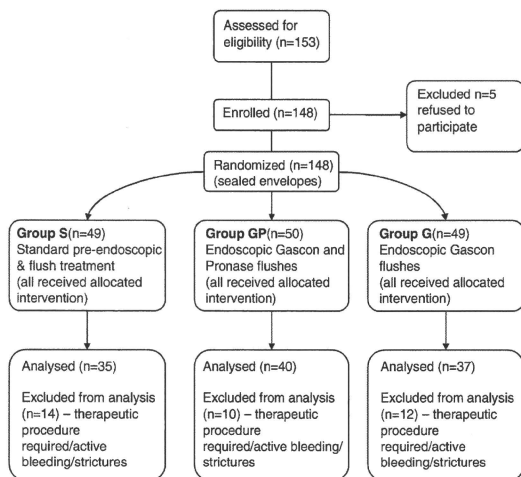 Assessed for
eligibility (n=153)
Enrolled (n=148)
Excluded n=5
refused to
participate
Randomized (n=148)
(sealed envelopes)
Group S(n=49)
Standard pre-endoscopic
& flush treatment
(all received allocated
intervention)
Group GP(n=50)
Endoscopic Gascon and
Pronase flushes
(all received allocated
intervention)
Group G(n=49)
Endoscopic Gascon
flushes
(all received allocated
intervention)
Analysed (n=35)
Excluded from analysis
(n=14) – therapeutic
procedure
required/active
bleeding/strictures
Analysed (n=40)
Excluded from analysis
(n=10) – therapeutic
procedure
required/active bleeding/
strictures
Analysed (n=37)
Excluded from analysis
(n=12) – therapeutic
procedure
required/active
bleeding/strictures